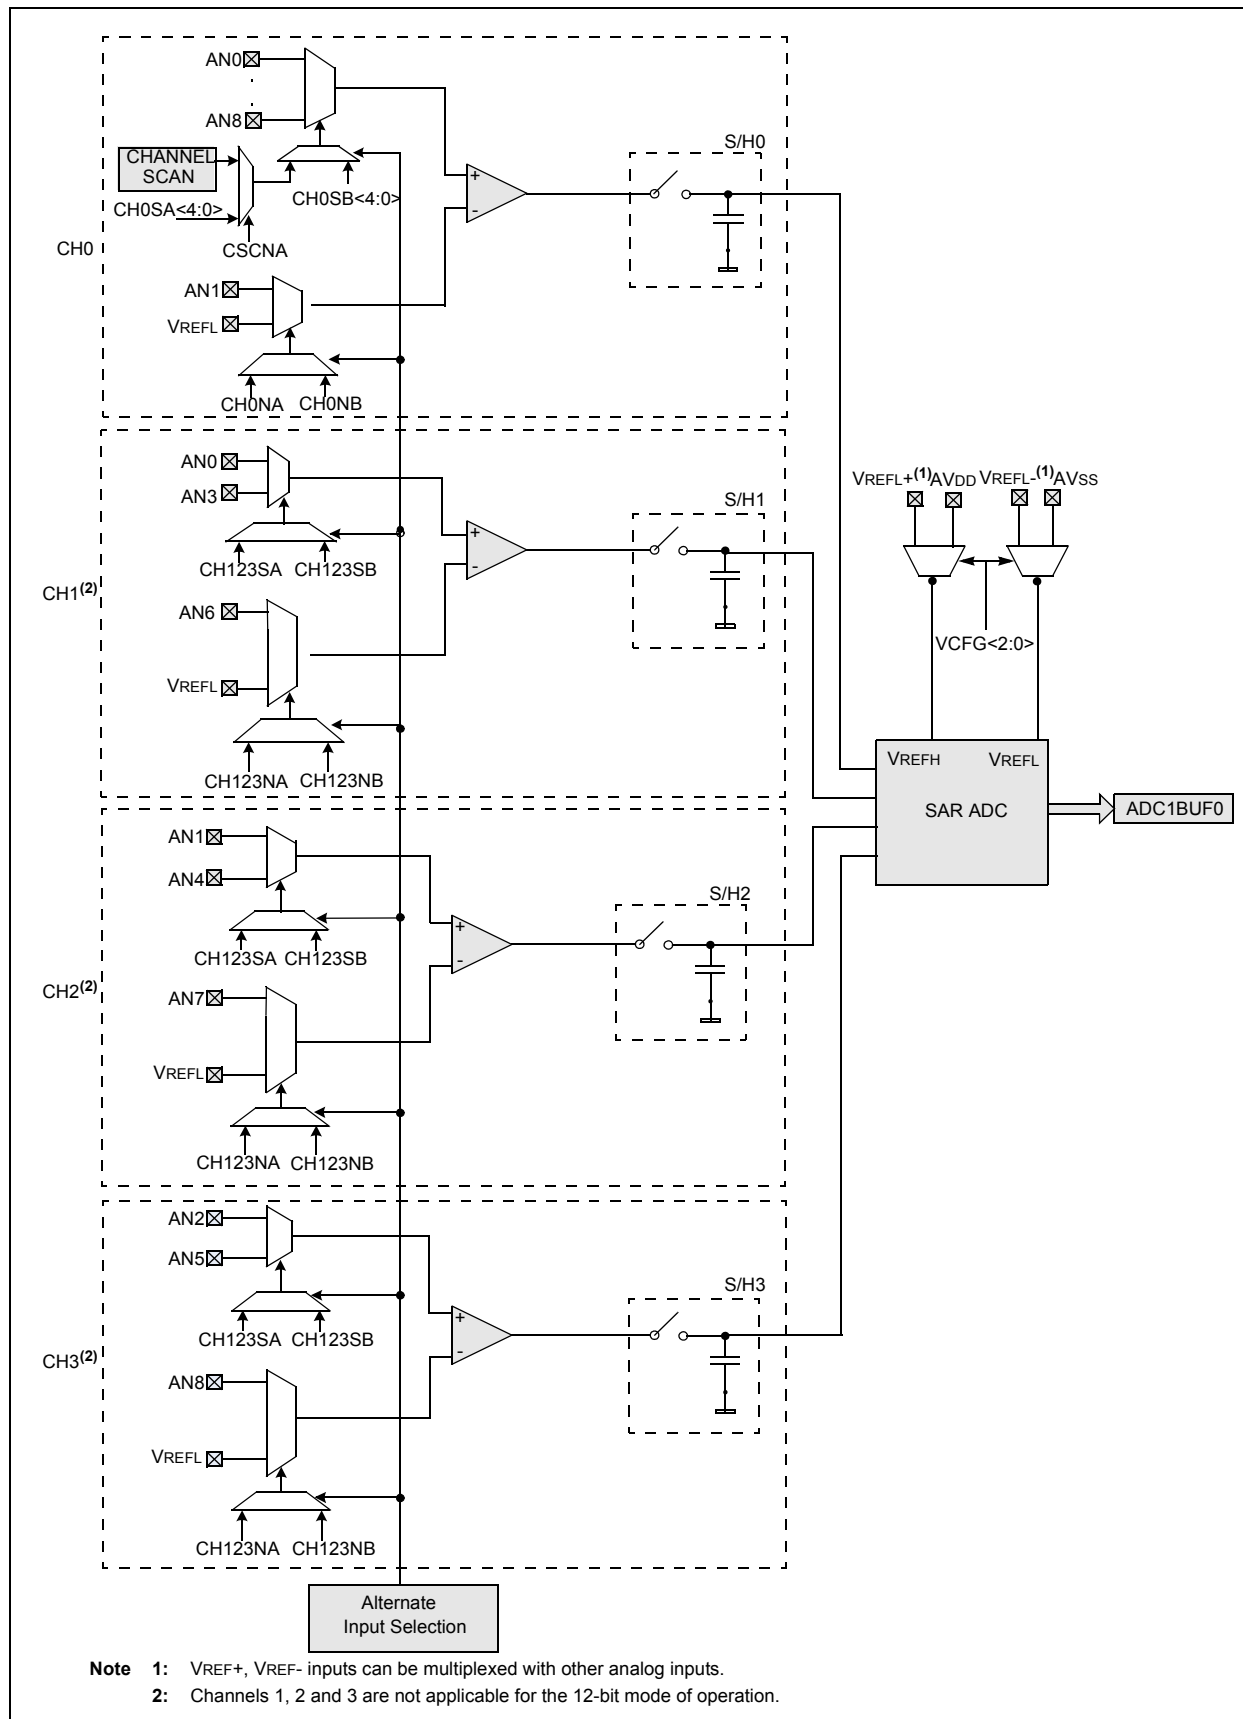 AN0
.
.
AN8
S/H0
CHANNEL
SCAN
CH0SA<4:0>
CH0SB<4:0>
CSCNA
+
-
CH0
AN1
VREFL
CH0NA
CH0NB
AN0
AN3
CH123SA CH123SB
S/H1
+
-
CH1(2)
AN6
VREFL
CH123NA CH123NB
VREFL+(1) AVDD VREFL-(1) AVSS
VCFG<2:0>
VREFH VREFL
SAR ADC
ADC1BUF0
AN1
AN4
CH123SA CH123SB
S/H2
+
-
CH2(2)
AN7
VREFL
CH123NA CH123NB
AN2
AN5
CH123SA CH123SB
S/H3
+
-
CH3(2)
AN8
VREFL
CH123NA CH123NB
Alternate
Input Selection
Note 1: VREF+, VREF- inputs can be multiplexed with other analog inputs.
2: Channels 1, 2 and 3 are not applicable for the 12-bit mode of operation.